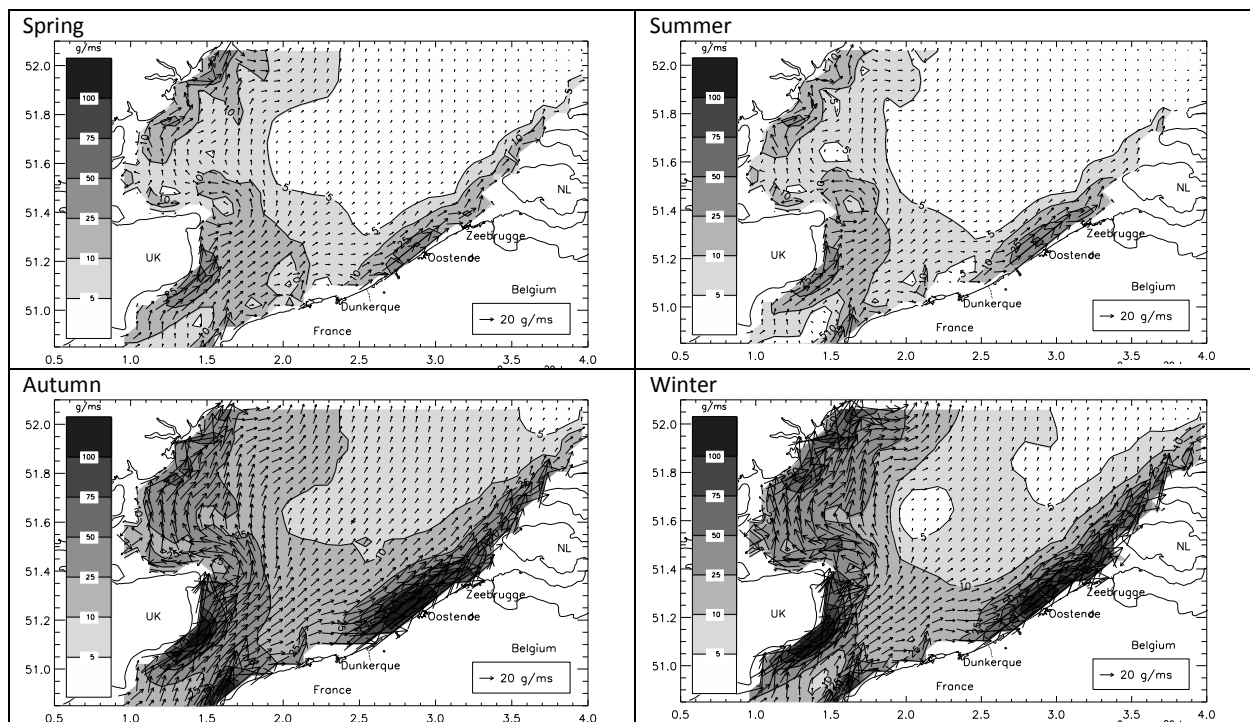 Spring
g/ms
100
75
50
25
10
5
52.0
51.8
51.6
51.4
51.2
51.0
UK
NL
Zeebrugge
Oostende
Dunkerque
Belgium
France
20 g/ms
0.5 1.0 1.5 2.0 2.5 3.0 3.5 4.0
Summer
g/ms
100
75
50
25
10
5
52.0
51.8
51.6
51.4
51.2
51.0
UK
NL
Zeebrugge
Oostende
Dunkerque
Belgium
France
20 g/ms
0.5 1.0 1.5 2.0 2.5 3.0 3.5 4.0
Autumn
g/ms
100
75
50
25
10
5
52.0
51.8
51.6
51.4
51.2
51.0
UK
NL
Zeebrugge
Oostende
Dunkerque
Belgium
France
20 g/ms
0.5 1.0 1.5 2.0 2.5 3.0 3.5 4.0
Winter
g/ms
100
75
50
25
10
5
52.0
51.8
51.6
51.4
51.2
51.0
UK
NL
Zeebrugge
Oostende
Dunkerque
Belgium
France
20 g/ms
0.5 1.0 1.5 2.0 2.5 3.0 3.5 4.0